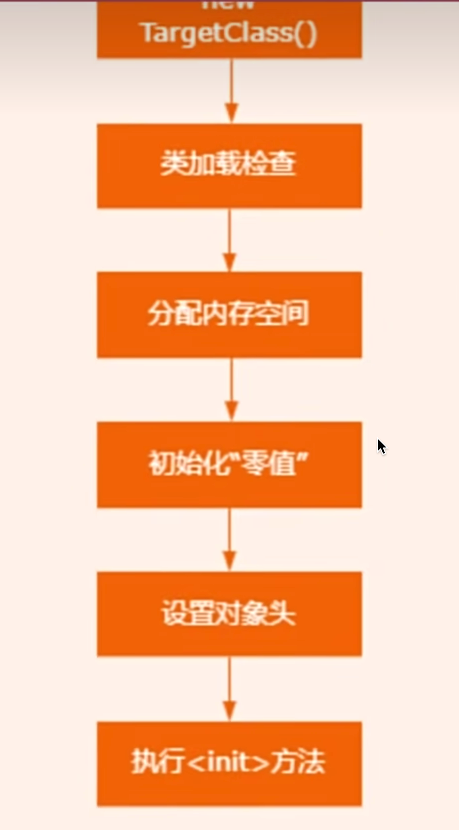 new
TargetClass()
类加载检查
分配内存空间
初始化“零值”
设置对象头
执行<init>方法